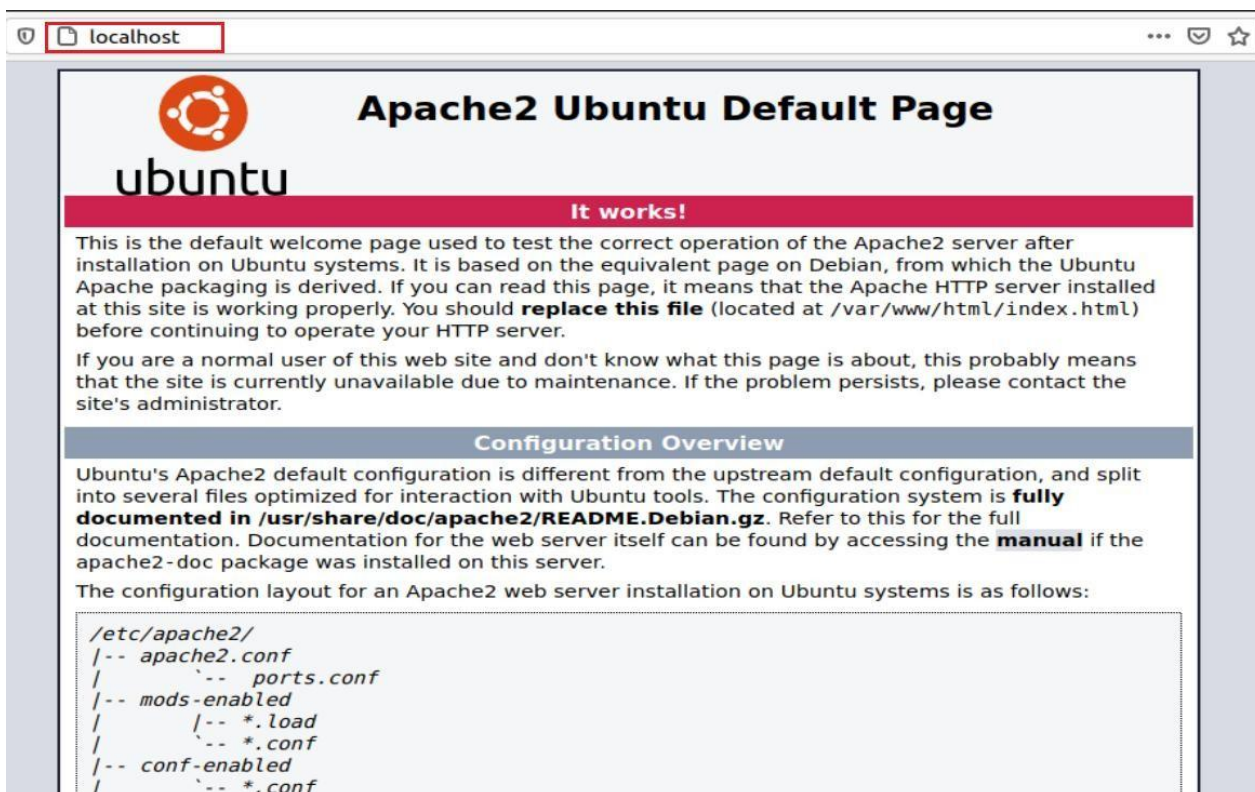 localhost
ubuntu
Apache2 Ubuntu Default Page
It works!
This is the default welcome page used to test the correct operation of the Apache2 server after
installation on Ubuntu systems. It is based on the equivalent page on Debian, from which the Ubuntu
Apache packaging is derived. If you can read this page, it means that the Apache HTTP server installed
at this site is working properly. You should replace this file (located at /var/www/html/index.html)
before continuing to operate your HTTP server.
If you are a normal user of this web site and don't know what this page is about, this probably means
that the site is currently unavailable due to maintenance. If the problem persists, please contact the
site's administrator.
Configuration Overview
Ubuntu's Apache2 default configuration is different from the upstream default configuration, and split
into several files optimized for interaction with Ubuntu tools. The configuration system is fully
documented in /usr/share/doc/apache2/README.Debian.gz. Refer to this for the full
documentation. Documentation for the web server itself can be found by accessing the manual if the
apache2-doc package was installed on this server.
The configuration layout for an Apache2 web server installation on Ubuntu systems is as follows:
/etc/apache2/
|-- apache2.conf
|       `--  ports.conf
|-- mods-enabled
|       |-- *.load
|       `-- *.conf
|-- conf-enabled
|       `-- *.conf